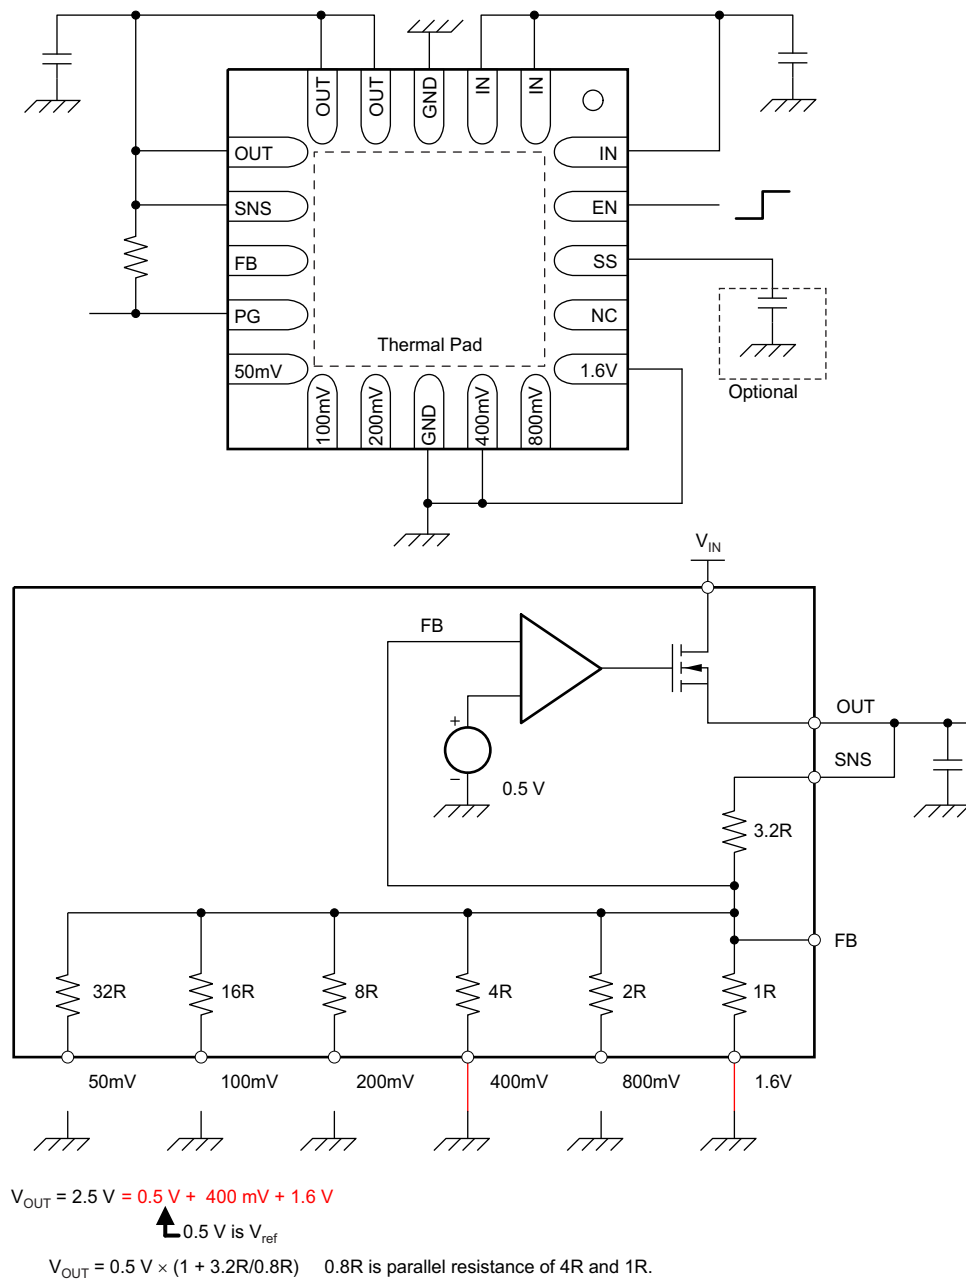 OUT
OUT
GND
IN
IN
OUT
SNS
FB
PG
50mV
IN
EN
SS
NC
1.6V
Thermal Pad
100mV
200mV
GND
400mV
800mV
Optional
VIN
FB
+
−
0.5 V
OUT
SNS
3.2R
FB
32R
16R
8R
4R
2R
1R
50mV
100mV
200mV
400mV
800mV
1.6V
VOUT = 2.5 V = 0.5 V + 400 mV + 1.6 V
0.5 V is Vref
VOUT = 0.5 V × (1 + 3.2R/0.8R) 0.8R is parallel resistance of 4R and 1R.